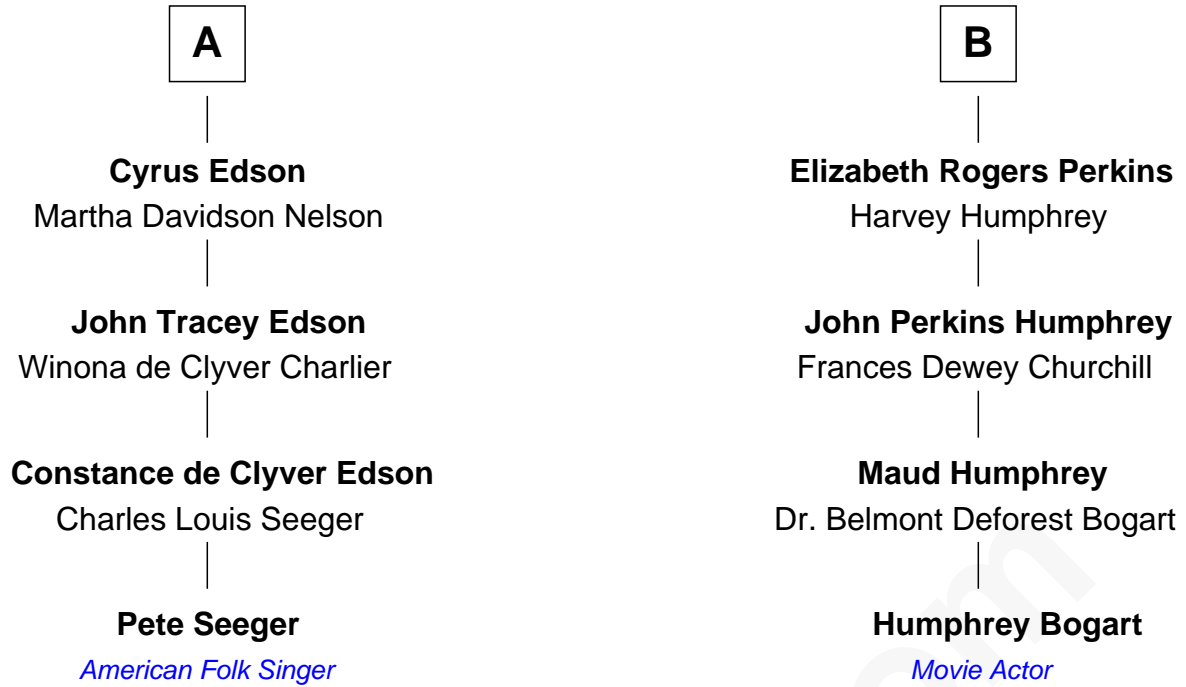 A
Cyrus Edson
Martha Davidson Nelson
John Tracey Edson
Winona de Clyver Charlier
Constance de Clyver Edson
Charles Louis Seeger
Pete Seeger
American Folk Singer
B
Elizabeth Rogers Perkins
Harvey Humphrey
John Perkins Humphrey
Frances Dewey Churchill
Maud Humphrey
Dr. Belmont Deforest Bogart
Humphrey Bogart
Movie Actor
om